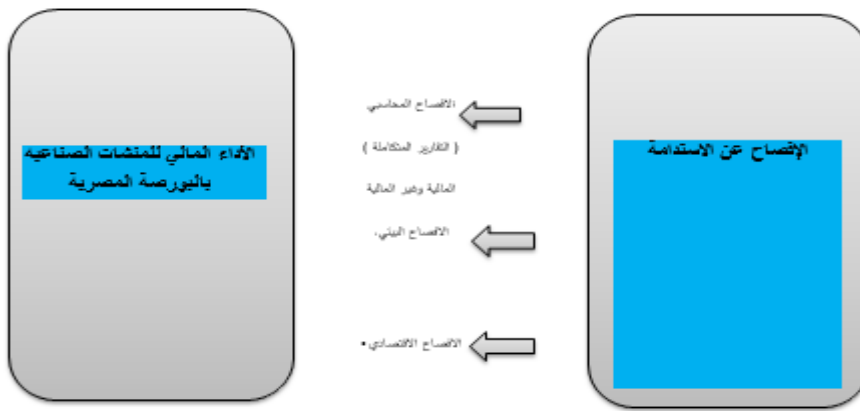 الإفصاح عن الاستدامة
الافصاح المحاسبي
( التقارير المتكاملة )
المالية وغير المالية
الافصاح البيئي.
الافصاح الاقتصادي•
الأداء المالي للمنشات الصناعيه
بالبورصة المصرية